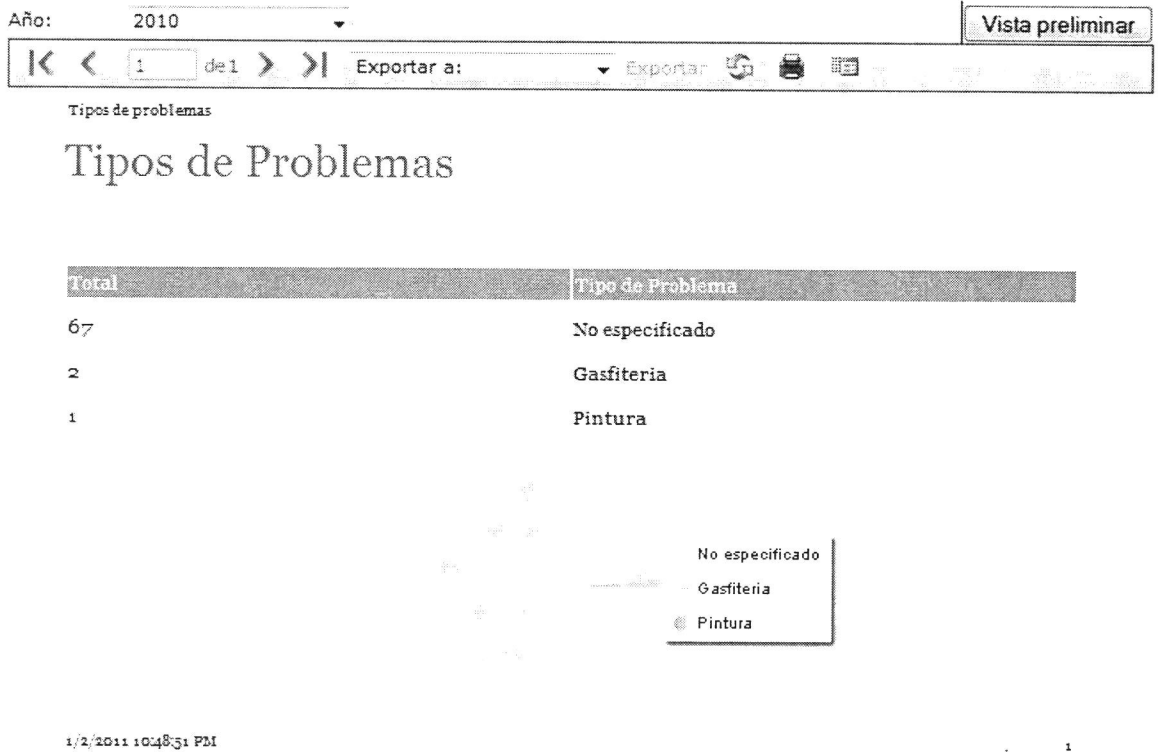 Año: 2010 Vista preliminar
1 de 1 Exportar a: Exportar
Tipos de problemas
Tipos de Problemas
Total Tipo de Problema
67 No especificado
2 Gasfiteria
1 Pintura
No especificado
Gasfiteria
Pintura
1/2/2011 10:48:51 PM 1